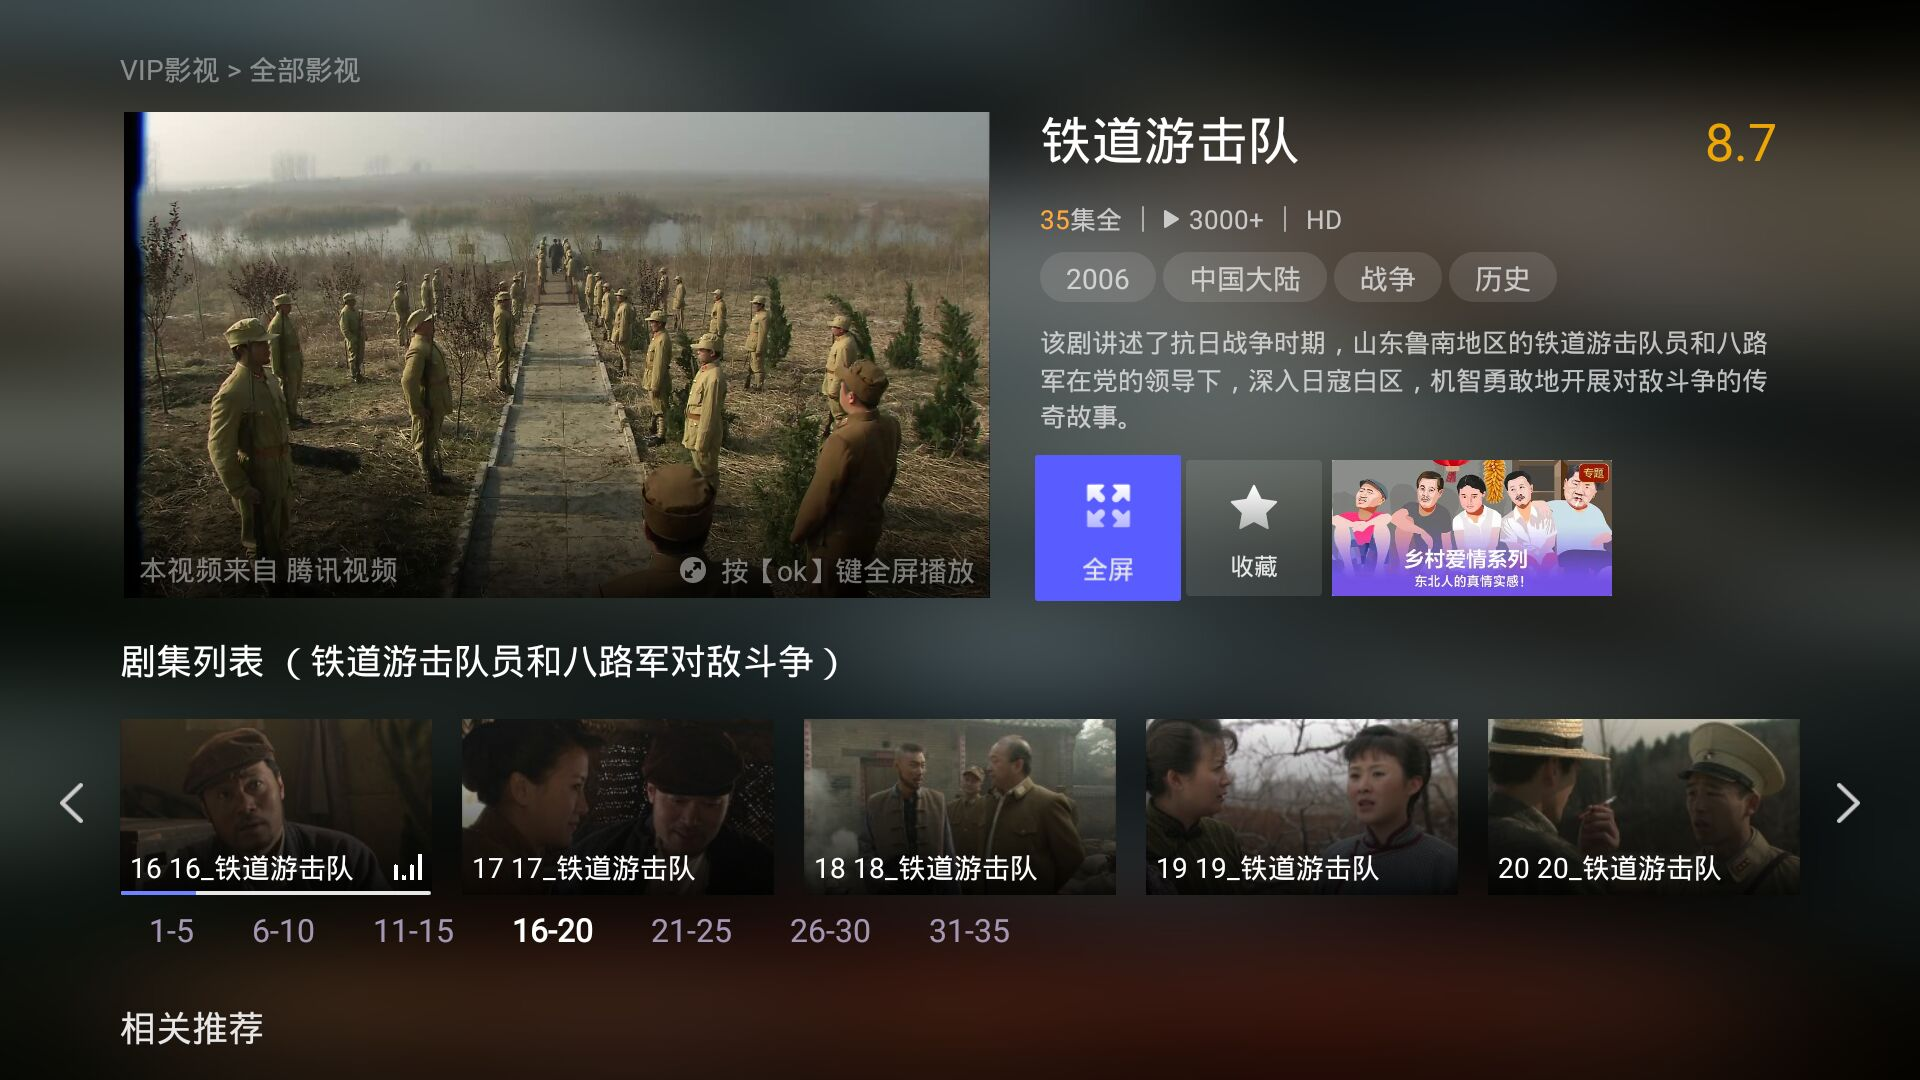 VIP影视 > 全部影视
铁道游击队
8.7
35集全 | 3000+ | HD
2006 中国大陆 战争 历史
该剧讲述了抗日战争时期，山东鲁南地区的铁道游击队员和八路
军在党的领导下，深入日寇白区，机智勇敢地开展对敌斗争的传
奇故事。
本视频来自 腾讯视频
按【ok】键全屏播放
全屏
收藏
专题
乡村爱情系列
东北人的真情实感!
剧集列表 （铁道游击队员和八路军对敌斗争）
16 16_铁道游击队
17 17_铁道游击队
18 18_铁道游击队
19 19_铁道游击队
20 20_铁道游击队
1-5 6-10 11-15 16-20 21-25 26-30 31-35
相关推荐